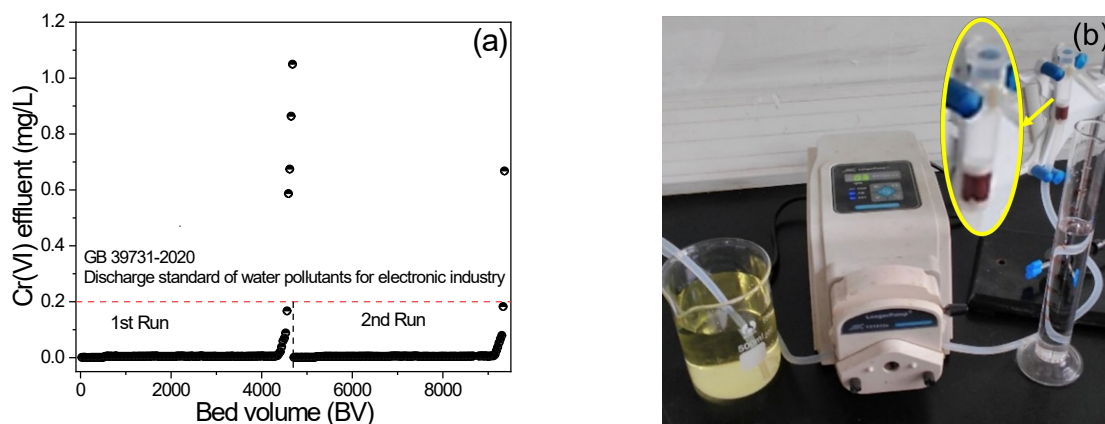 (a)
Cr(VI) effluent (mg/L)
1.2
1.0
0.8
0.6
0.4
0.2
0.0
GB 39731-2020
Discharge standard of water pollutants for electronic industry
1st Run
2nd Run
0
2000
4000
6000
8000
Bed volume (BV)
(b)
LongerPump